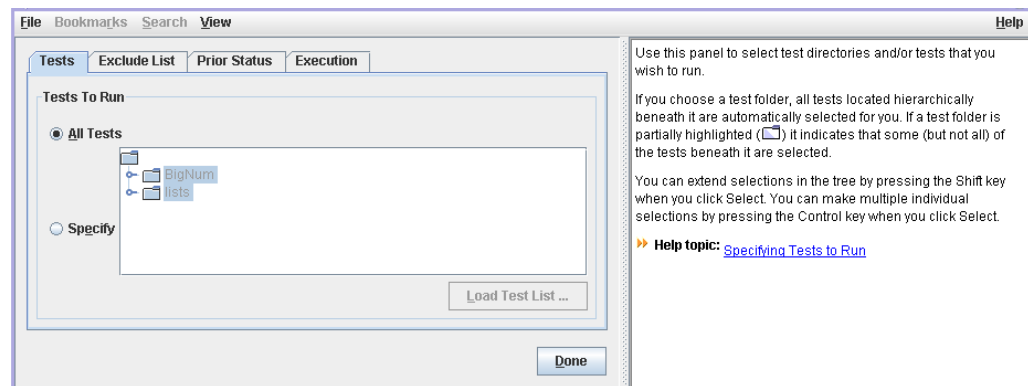 File Bookmarks Search View Help
Tests Exclude List Prior Status Execution
Tests To Run
All Tests
BigNum
lists
Specify
Load Test List ...
Done
Use this panel to select test directories and/or tests that you
wish to run.
If you choose a test folder, all tests located hierarchically
beneath it are automatically selected for you. If a test folder is
partially highlighted ( ) it indicates that some (but not all) of
the tests beneath it are selected.
You can extend selections in the tree by pressing the Shift key
when you click Select. You can make multiple individual
selections by pressing the Control key when you click Select.
Help topic: Specifying Tests to Run